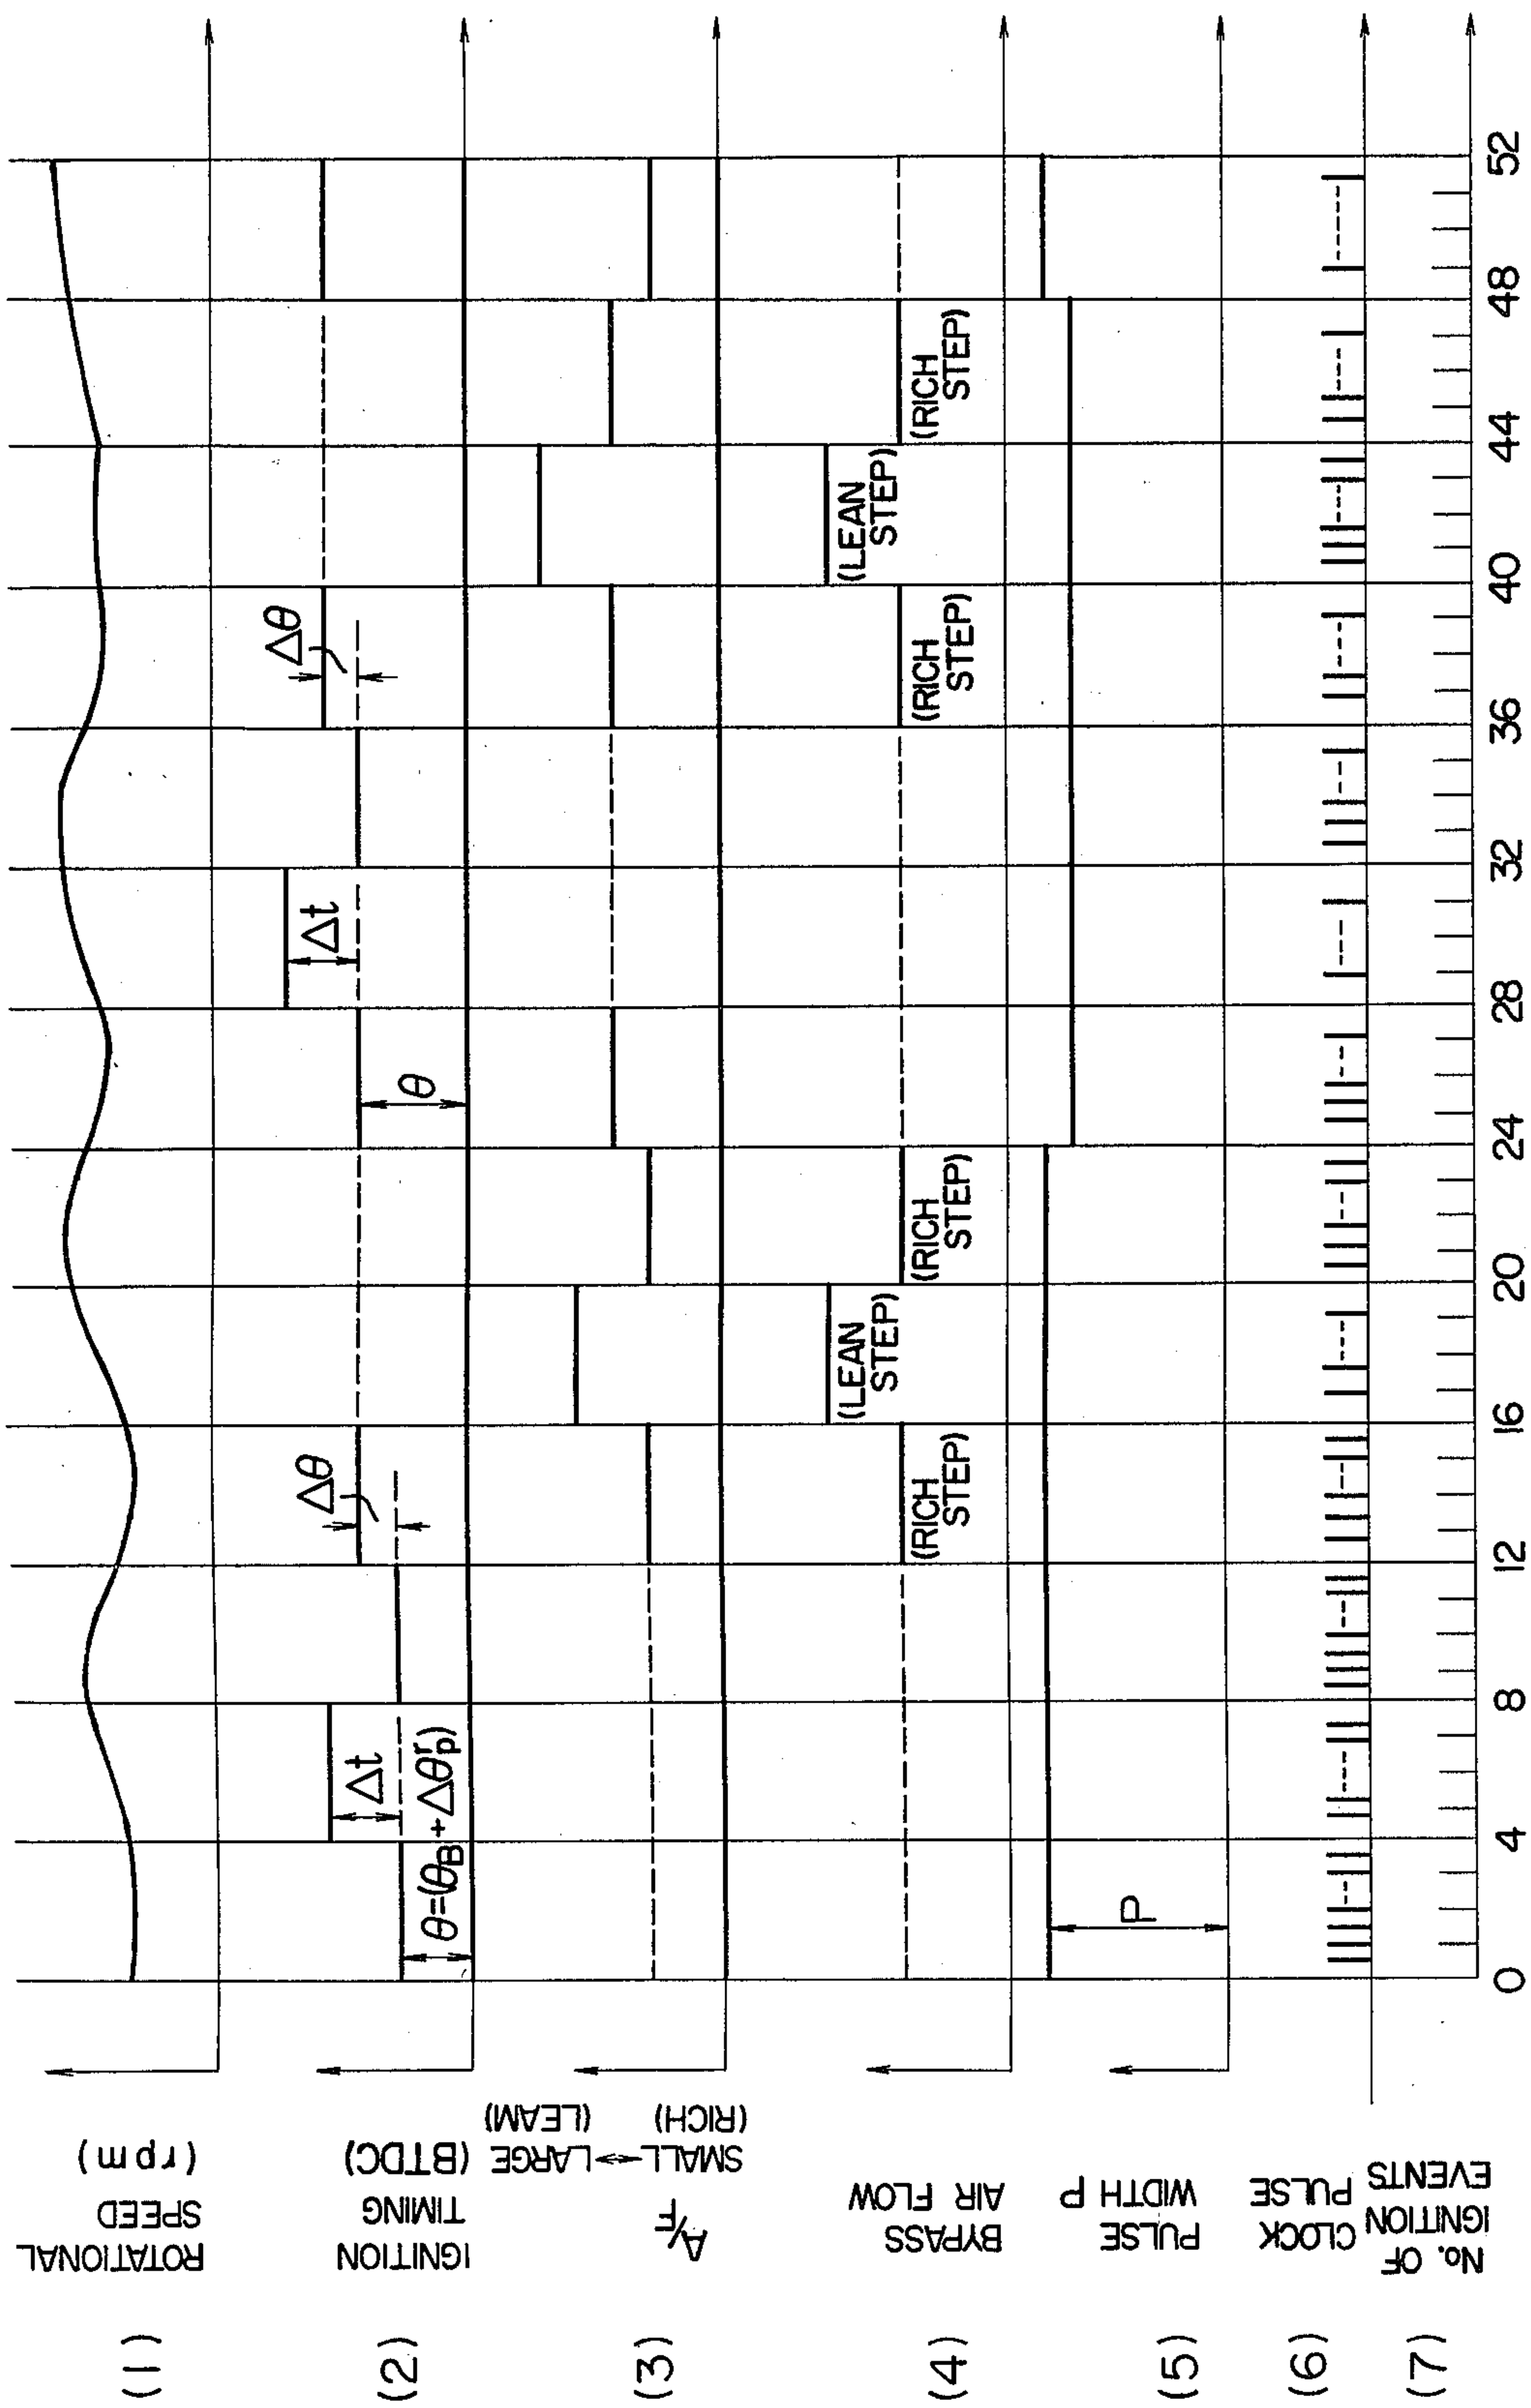 (1)
ROTATIONAL
SPEED
(rpm)
(2)
IGNITION
TIMING
(BTDC)
θ=(θB+Δθpr)
Δt
Δθ
θ
Δt
Δθ
(3)
A/F
SMALL↔LARGE
(RICH) (LEAM)
(4)
BYPASS
AIR FLOW
(RICH
STEP)
(LEAN
STEP)
(RICH
STEP)
(RICH
STEP)
(LEAN
STEP)
(RICH
STEP)
(5)
PULSE
WIDTH P
P
(6)
CLOCK
PULSE
(7)
No. OF
IGNITION
EVENTS
0 4 8 12 16 20 24 28 32 36 40 44 48 52